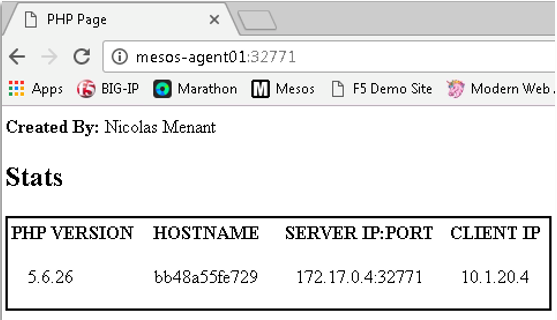 PHP Page
mesos-agent01:32771
Apps BIG-IP Marathon Mesos F5 Demo Site Modern Web
Created By: Nicolas Menant
Stats
PHP VERSION HOSTNAME SERVER IP:PORT CLIENT IP
5.6.26 bb48a55fe729 172.17.0.4:32771 10.1.20.4